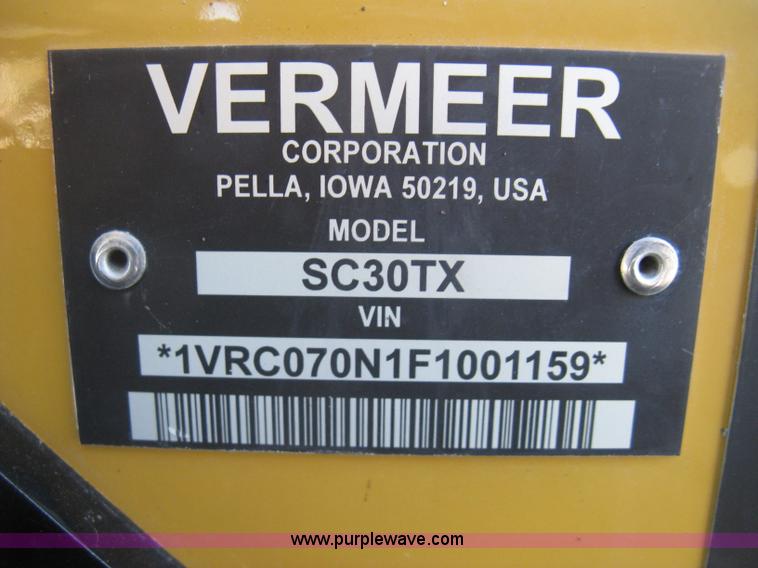 VERMEER
CORPORATION
PELLA, IOWA 50219, USA
MODEL
SC30TX
VIN
*1VRC070N1F1001159*
www.purplewave.com